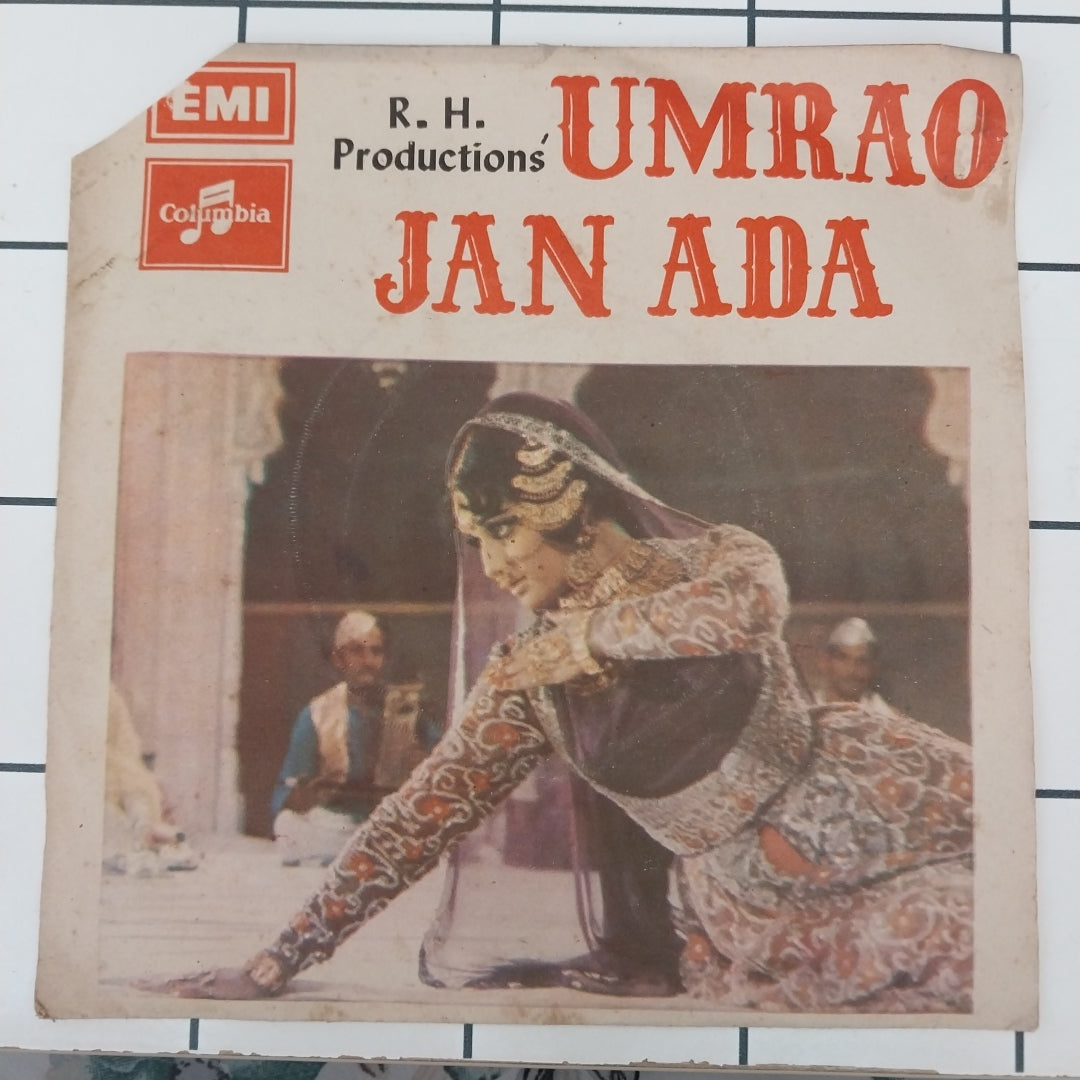 EMI
Columbia
R. H.
Productions'
UMRAO
JAN ADA